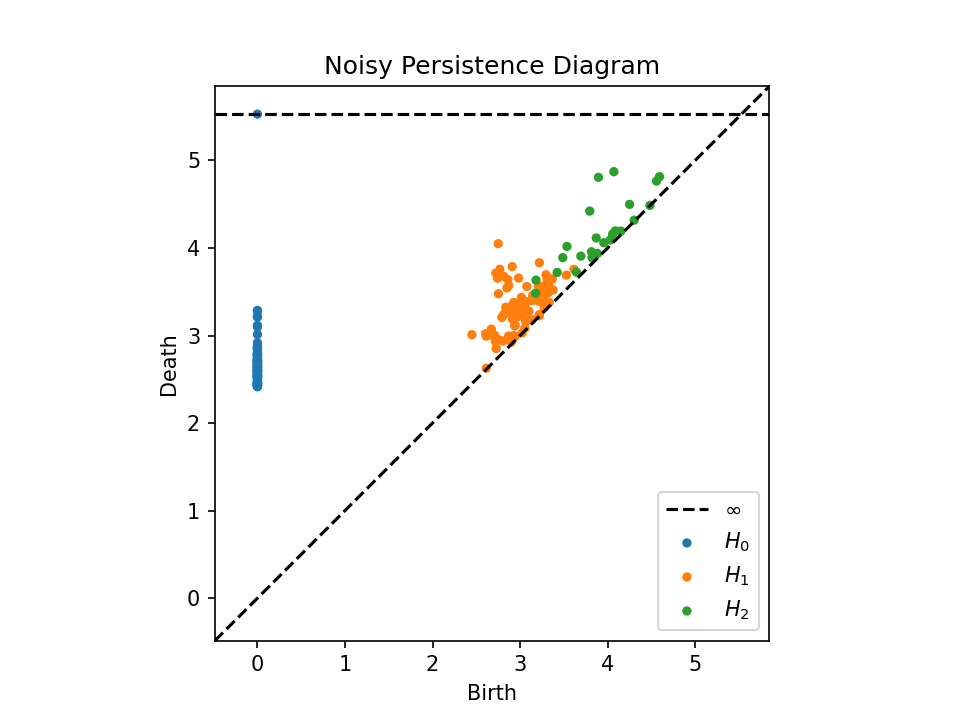 Noisy Persistence Diagram
Death
5
4
3
2
1
0
0 1 2 3 4 5
Birth
∞
H₀
H₁
H₂